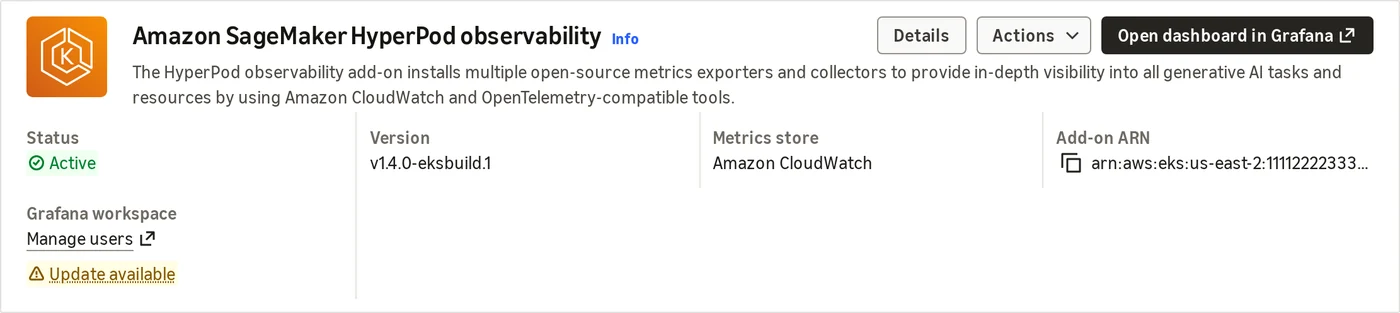 Amazon SageMaker HyperPod observability Info
Details
Actions
Open dashboard in Grafana
The HyperPod observability add-on installs multiple open-source metrics exporters and collectors to provide in-depth visibility into all generative AI tasks and
resources by using Amazon CloudWatch and OpenTelemetry-compatible tools.
Status
Active
Version
v1.4.0-eksbuild.1
Metrics store
Amazon CloudWatch
Add-on ARN
arn:aws:eks:us-east-2:11112222333...
Grafana workspace
Manage users
Update available